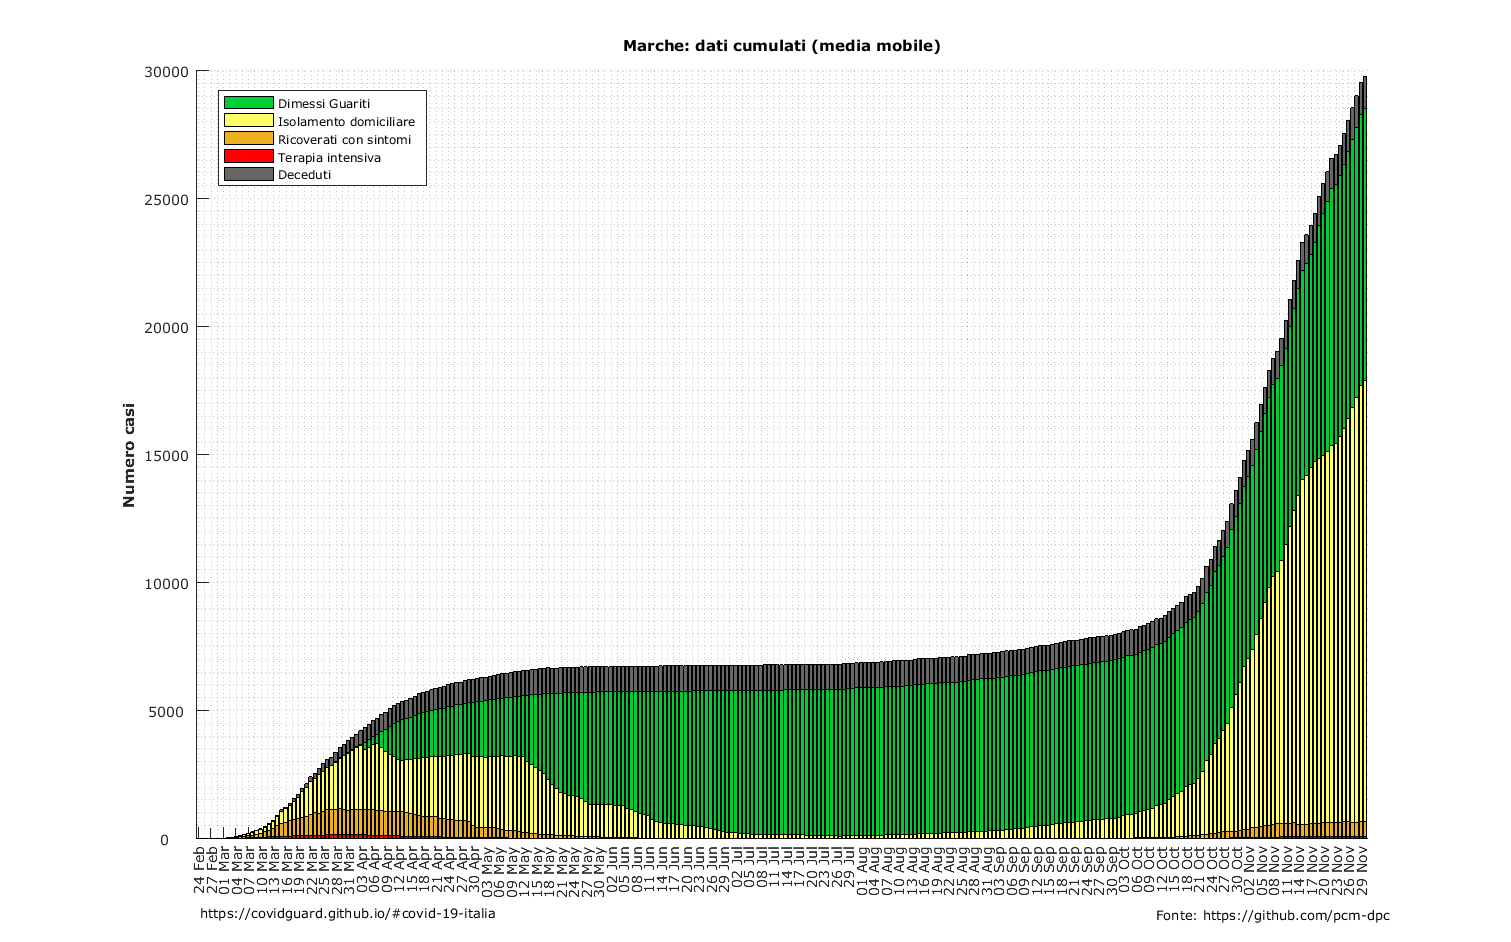 Marche: dati cumulati (media mobile)
30000
25000
20000
15000
10000
5000
0
Numero casi
Dimessi Guariti
Isolamento domiciliare
Ricoverati con sintomi
Terapia intensiva
Deceduti
24 Feb
27 Feb
01 Mar
04 Mar
07 Mar
10 Mar
13 Mar
16 Mar
19 Mar
22 Mar
25 Mar
28 Mar
31 Mar
03 Apr
06 Apr
09 Apr
12 Apr
15 Apr
18 Apr
21 Apr
24 Apr
27 Apr
30 Apr
03 May
06 May
09 May
12 May
15 May
18 May
21 May
24 May
27 May
30 May
02 Jun
05 Jun
08 Jun
11 Jun
14 Jun
17 Jun
20 Jun
23 Jun
26 Jun
29 Jun
02 Jul
05 Jul
08 Jul
11 Jul
14 Jul
17 Jul
20 Jul
23 Jul
26 Jul
29 Jul
01 Aug
04 Aug
07 Aug
10 Aug
13 Aug
16 Aug
19 Aug
22 Aug
25 Aug
28 Aug
31 Aug
03 Sep
06 Sep
09 Sep
12 Sep
15 Sep
18 Sep
21 Sep
24 Sep
27 Sep
30 Sep
03 Oct
06 Oct
09 Oct
12 Oct
15 Oct
18 Oct
21 Oct
24 Oct
27 Oct
30 Oct
02 Nov
05 Nov
08 Nov
11 Nov
14 Nov
17 Nov
20 Nov
23 Nov
26 Nov
29 Nov
https://covidguard.github.io/#covid-19-italia
Fonte: https://github.com/pcm-dpc